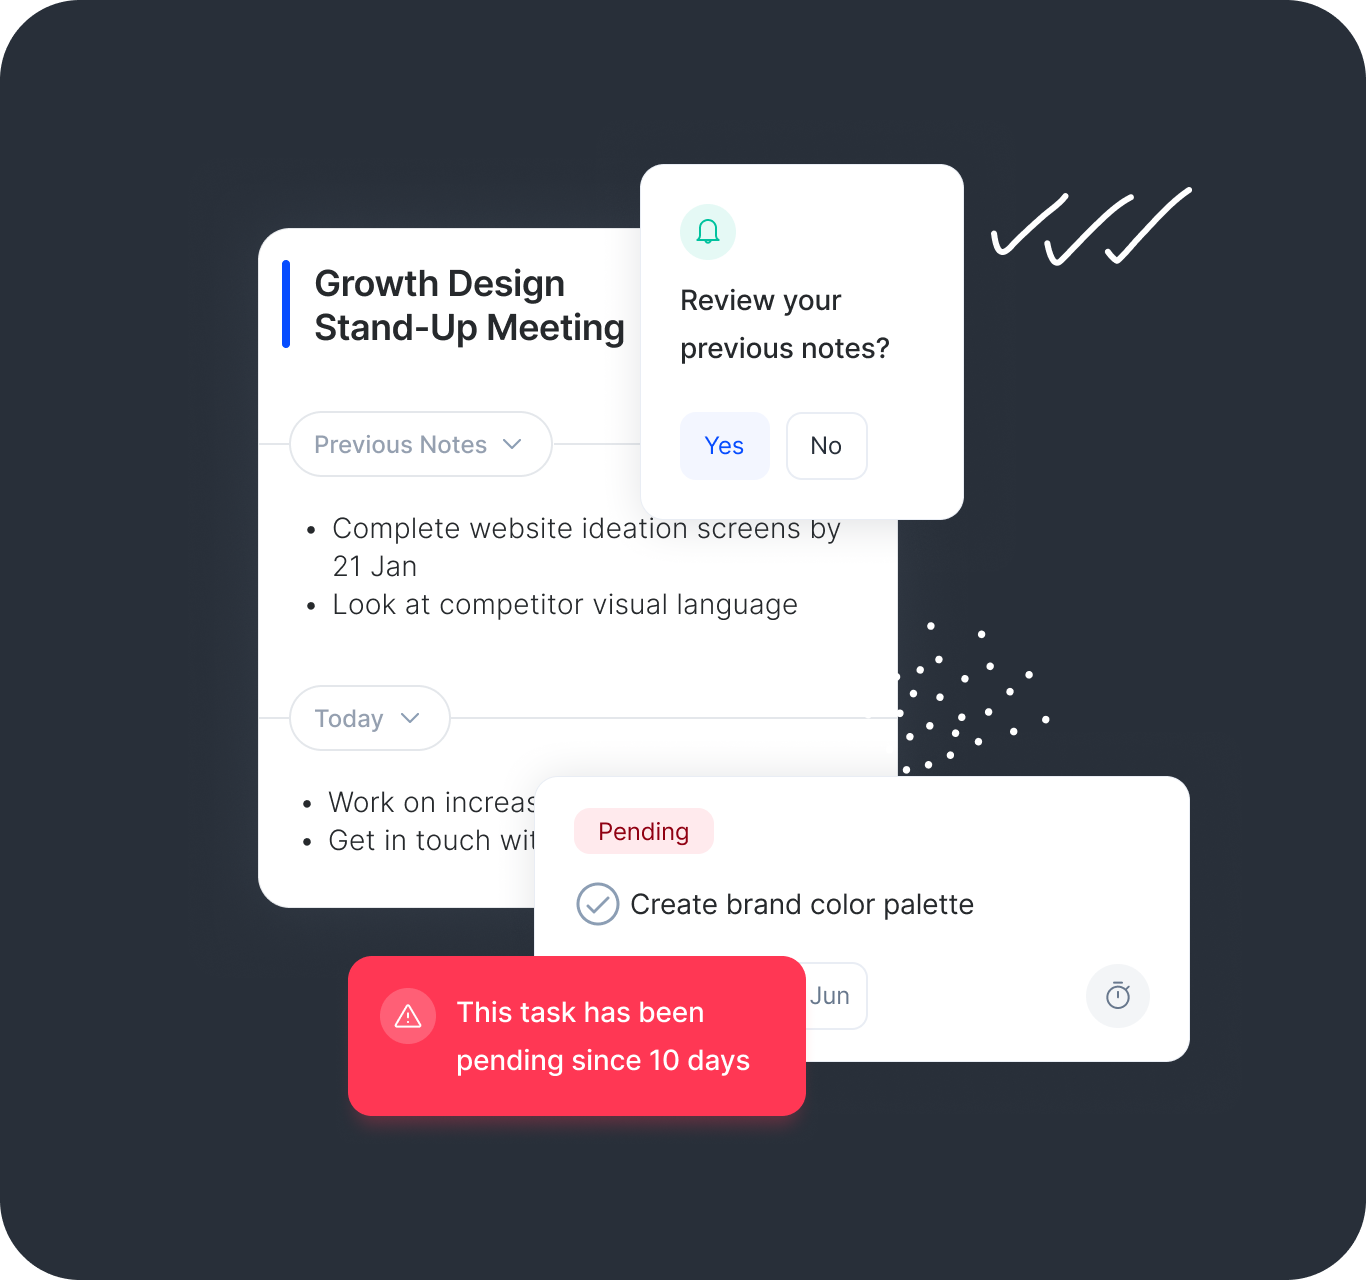 Growth Design
Stand-Up Meeting
Review your
previous notes?
Yes
No
Previous Notes
• Complete website ideation screens by
21 Jan
• Look at competitor visual language
Today
• Work on
• Get in touch
Pending
Create brand color palette
Jun
This task has been
pending since 10 days